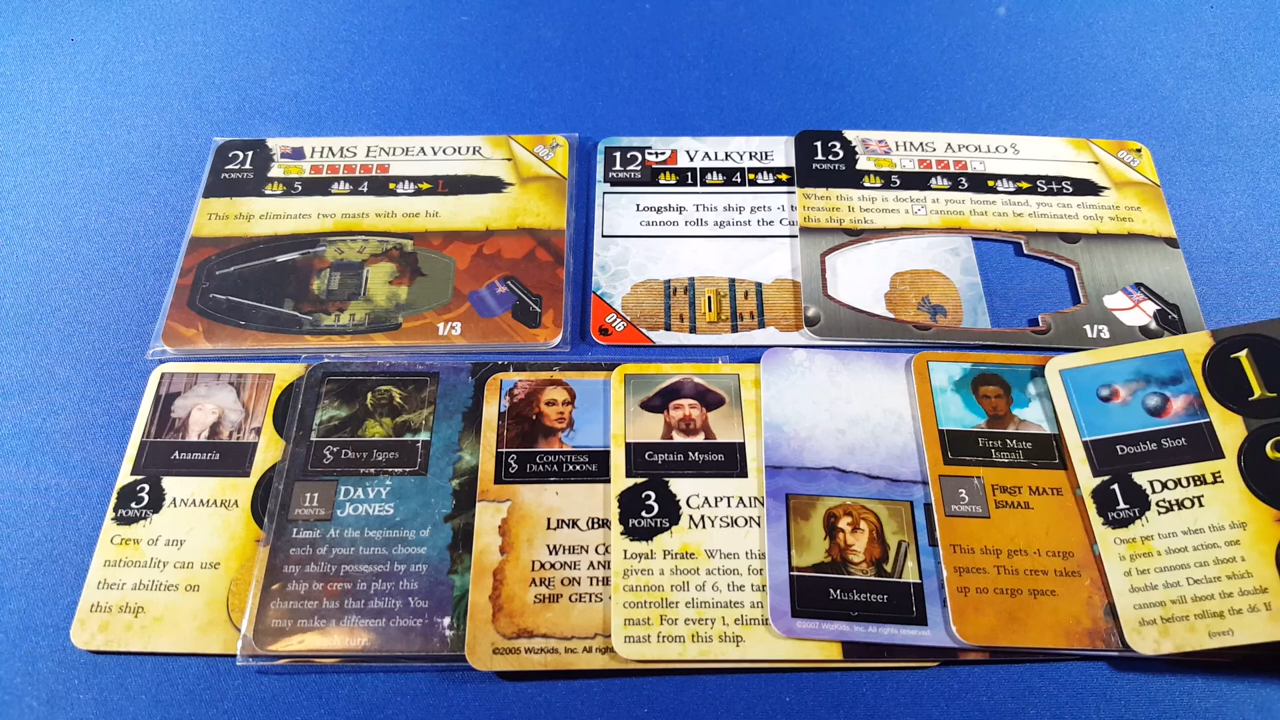 21
POINTS
HMS ENDEAVOUR
003
5 4 L
This ship eliminates two masts with one hit.
1/3
12
POINTS
VALKYRIE
1 4
Longship. This ship gets +1 t
cannon rolls against the Cu
016
13
POINTS
HMS APOLLO
003
5 3 S+S
When this ship is docked at your home island, you can eliminate one
treasure. It becomes a cannon that can be eliminated only when
this ship sinks.
1/3
Anamaria
3
POINTS
ANAMARIA
Crew of any
nationality can use
their abilities on
this ship.
Davy Jones
11
POINTS
DAVY
JONES
Limit. At the beginning of
each of your turns, choose
any ability possessed by any
ship or crew in play; this
character has that ability. You
may make a different choice
each turn.
COUNTESS
DIANA DOONE
LINK (BR
WHEN CO
DOONE AND
ARE ON THE
SHIP GETS
©2005 WizKids, Inc. All rig
Captain Mysion
3
POINTS
CAPTAIN
MYSION
Loyal: Pirate. When this
given a shoot action, for
cannon roll of 6, the tar
controller eliminates an
mast. For every 1, elimin
mast from this ship.
Musketeer
©2007 WizKids, Inc. All rights reserved.
First Mate
Ismail
3
POINTS
FIRST MATE
ISMAIL
This ship gets -1 cargo
spaces. This crew takes
up no cargo space.
Double Shot
1
POINT
DOUBLE
SHOT
Once per turn when this ship
is given a shoot action, one
of her cannons can shoot a
double shot. Declare which
cannon will shoot the double
shot before rolling the d6. If
(over)
1